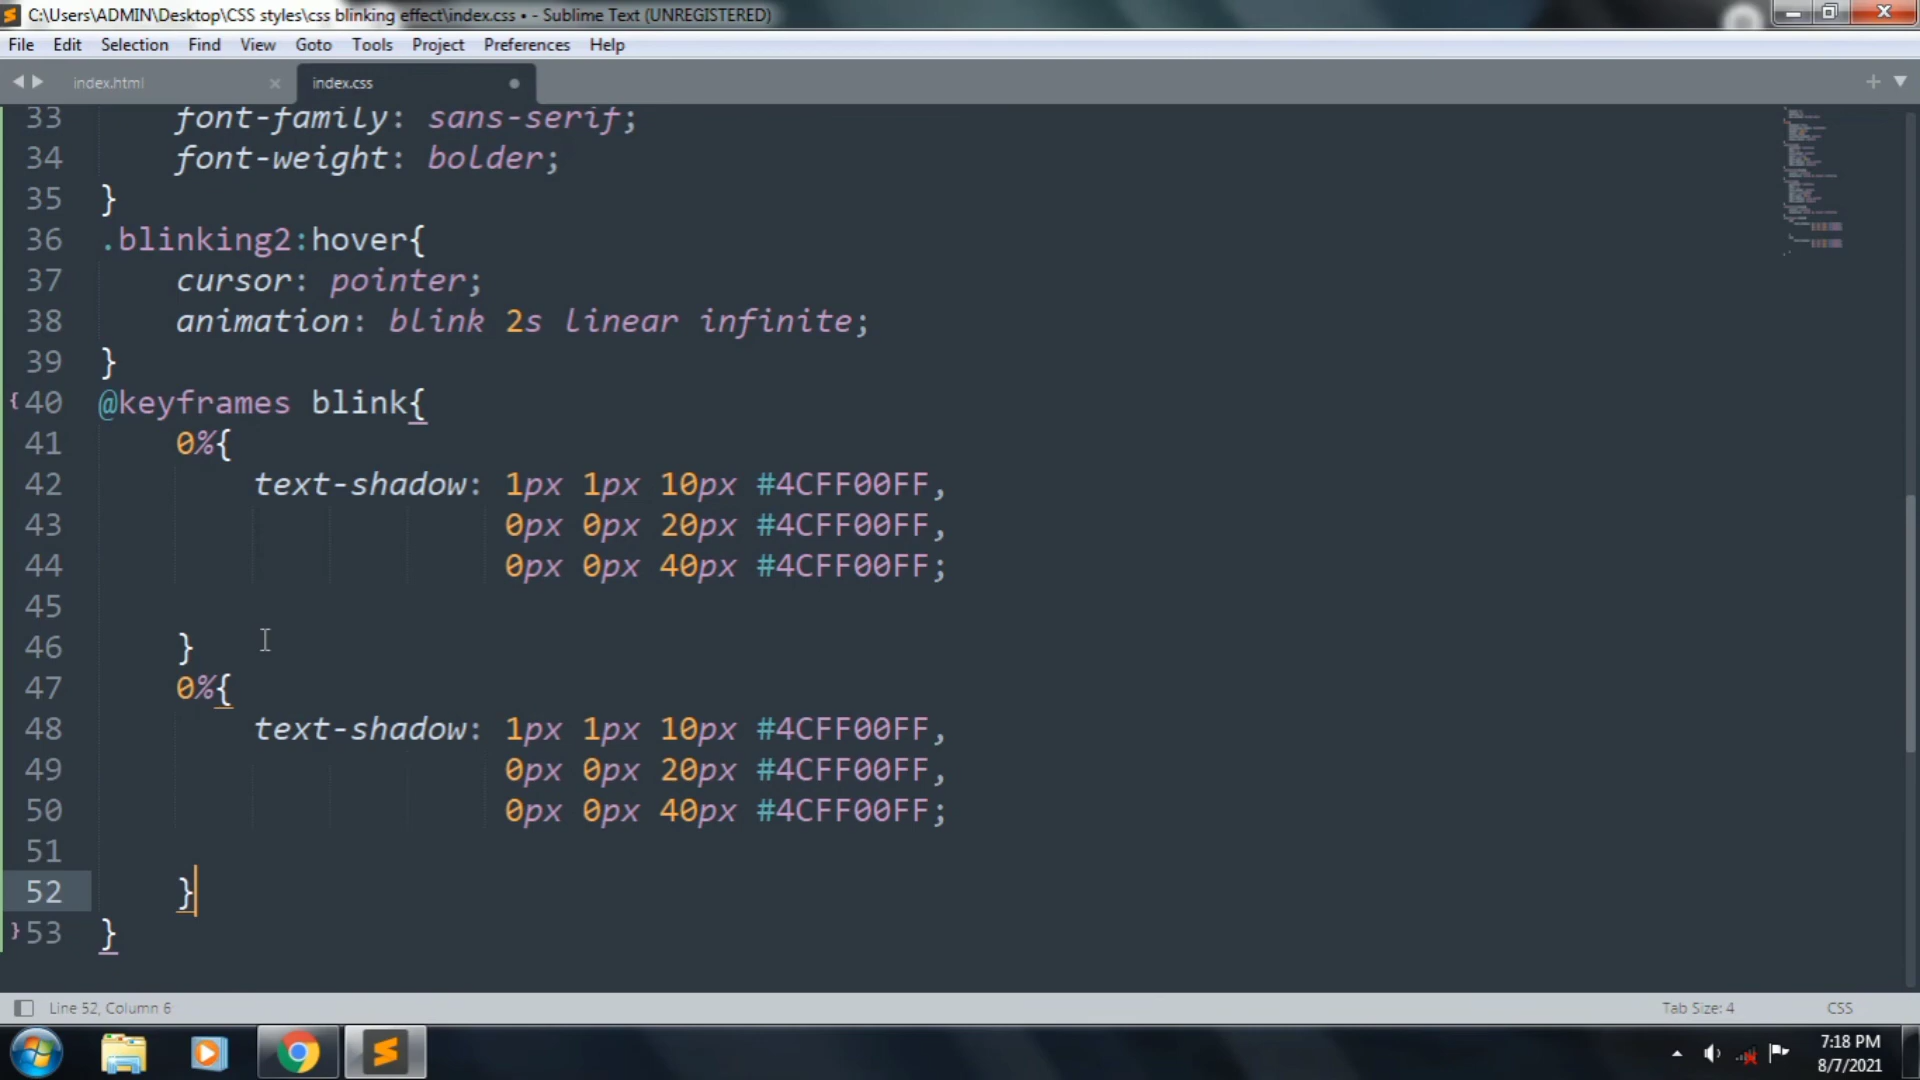 C:\Users\ADMIN\Desktop\CSS styles\css blinking effect\index.css • - Sublime Text (UNREGISTERED)
File Edit Selection Find View Goto Tools Project Preferences Help
index.html index.css
33 font-family: sans-serif;
34 font-weight: bolder;
35 }
36 .blinking2:hover{
37 cursor: pointer;
38 animation: blink 2s linear infinite;
39 }
40 @keyframes blink{
41 0%{
42 text-shadow: 1px 1px 10px #4CFF00FF,
43 0px 0px 20px #4CFF00FF,
44 0px 0px 40px #4CFF00FF;
45
46 }
47 0%{
48 text-shadow: 1px 1px 10px #4CFF00FF,
49 0px 0px 20px #4CFF00FF,
50 0px 0px 40px #4CFF00FF;
51
52 }
53 }
Line 52, Column 6 Tab Size: 4 CSS
7:18 PM
8/7/2021